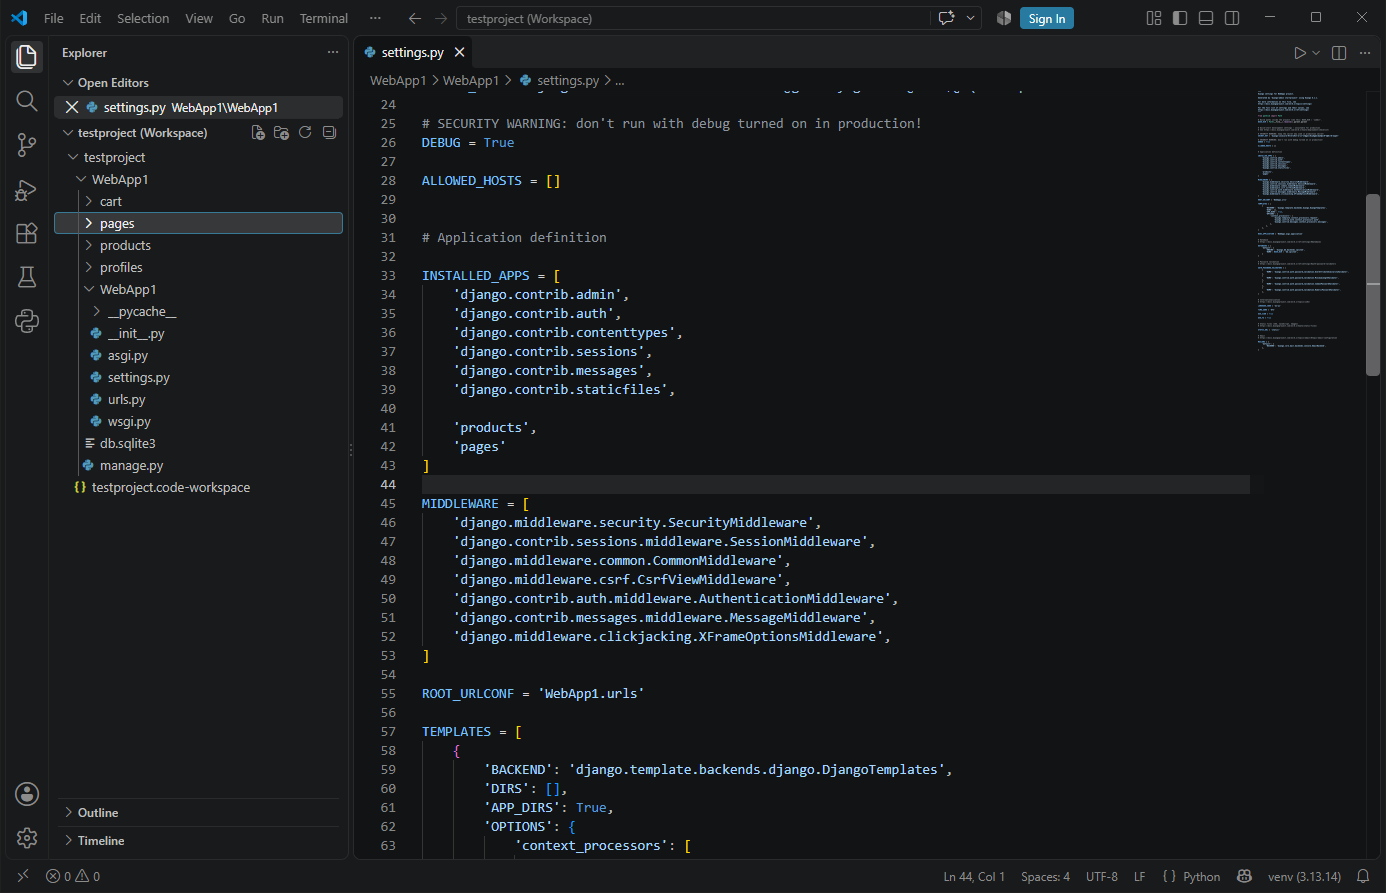 File Edit Selection View Go Run Terminal ··· testproject (Workspace) Sign In
Explorer ···
Open Editors
settings.py WebApp1\WebApp1
testproject (Workspace)
testproject
WebApp1
cart
pages
products
profiles
WebApp1
__pycache__
__init__.py
asgi.py
settings.py
urls.py
wsgi.py
db.sqlite3
manage.py
{} testproject.code-workspace
Outline
Timeline
settings.py
WebApp1 > WebApp1 > settings.py > ...
24
25 # SECURITY WARNING: don't run with debug turned on in production!
26 DEBUG = True
27
28 ALLOWED_HOSTS = []
29
30
31 # Application definition
32
33 INSTALLED_APPS = [
34 'django.contrib.admin',
35 'django.contrib.auth',
36 'django.contrib.contenttypes',
37 'django.contrib.sessions',
38 'django.contrib.messages',
39 'django.contrib.staticfiles',
40
41 'products',
42 'pages'
43 ]
44
45 MIDDLEWARE = [
46 'django.middleware.security.SecurityMiddleware',
47 'django.contrib.sessions.middleware.SessionMiddleware',
48 'django.middleware.common.CommonMiddleware',
49 'django.middleware.csrf.CsrfViewMiddleware',
50 'django.contrib.auth.middleware.AuthenticationMiddleware',
51 'django.contrib.messages.middleware.MessageMiddleware',
52 'django.middleware.clickjacking.XFrameOptionsMiddleware',
53 ]
54
55 ROOT_URLCONF = 'WebApp1.urls'
56
57 TEMPLATES = [
58 {
59 'BACKEND': 'django.template.backends.django.DjangoTemplates',
60 'DIRS': [],
61 'APP_DIRS': True,
62 'OPTIONS': {
63 'context_processors': [
0 0 Ln 44, Col 1 Spaces: 4 UTF-8 LF {} Python venv (3.13.14)